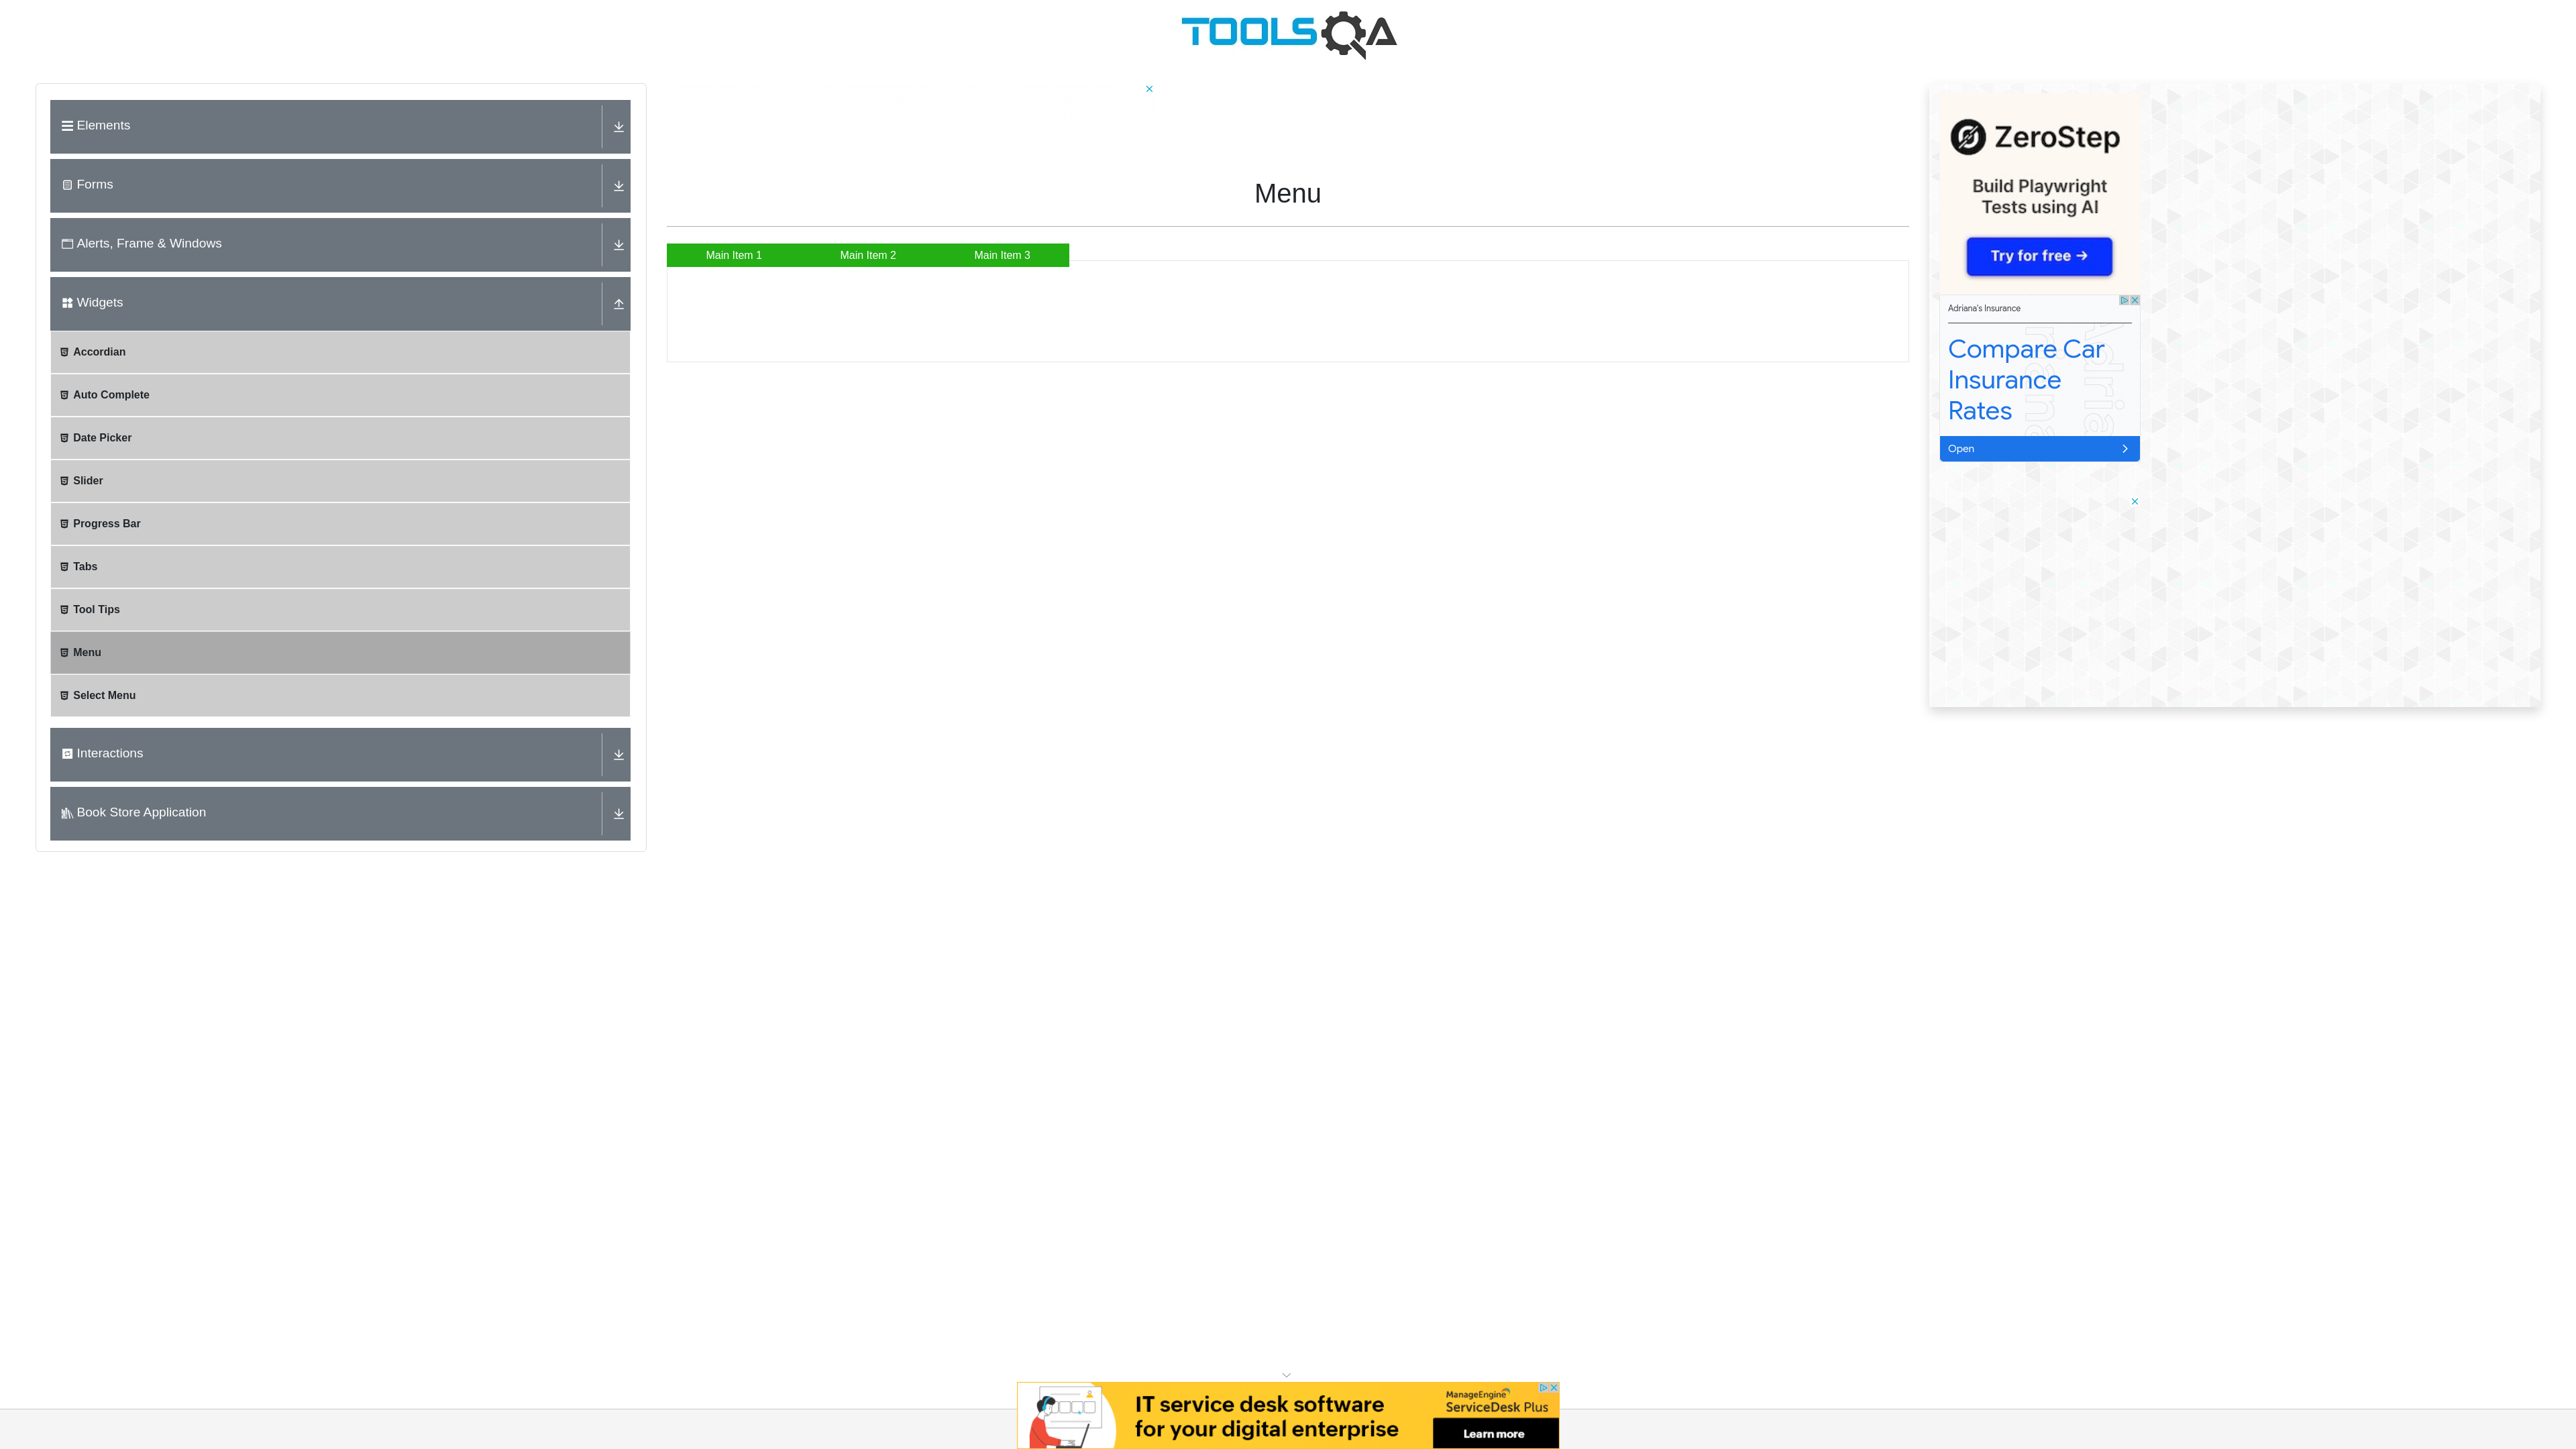 TOOLSQA
Elements
Forms
Alerts, Frame & Windows
Widgets
Accordian
Auto Complete
Date Picker
Slider
Progress Bar
Tabs
Tool Tips
Menu
Select Menu
Interactions
Book Store Application
Menu
Main Item 1
Main Item 2
Main Item 3
ZeroStep
Build Playwright
Tests using AI
Try for free →
Adriana's Insurance
Compare Car
Insurance
Rates
Open
IT service desk software
for your digital enterprise
ManageEngine
ServiceDesk Plus
Learn more